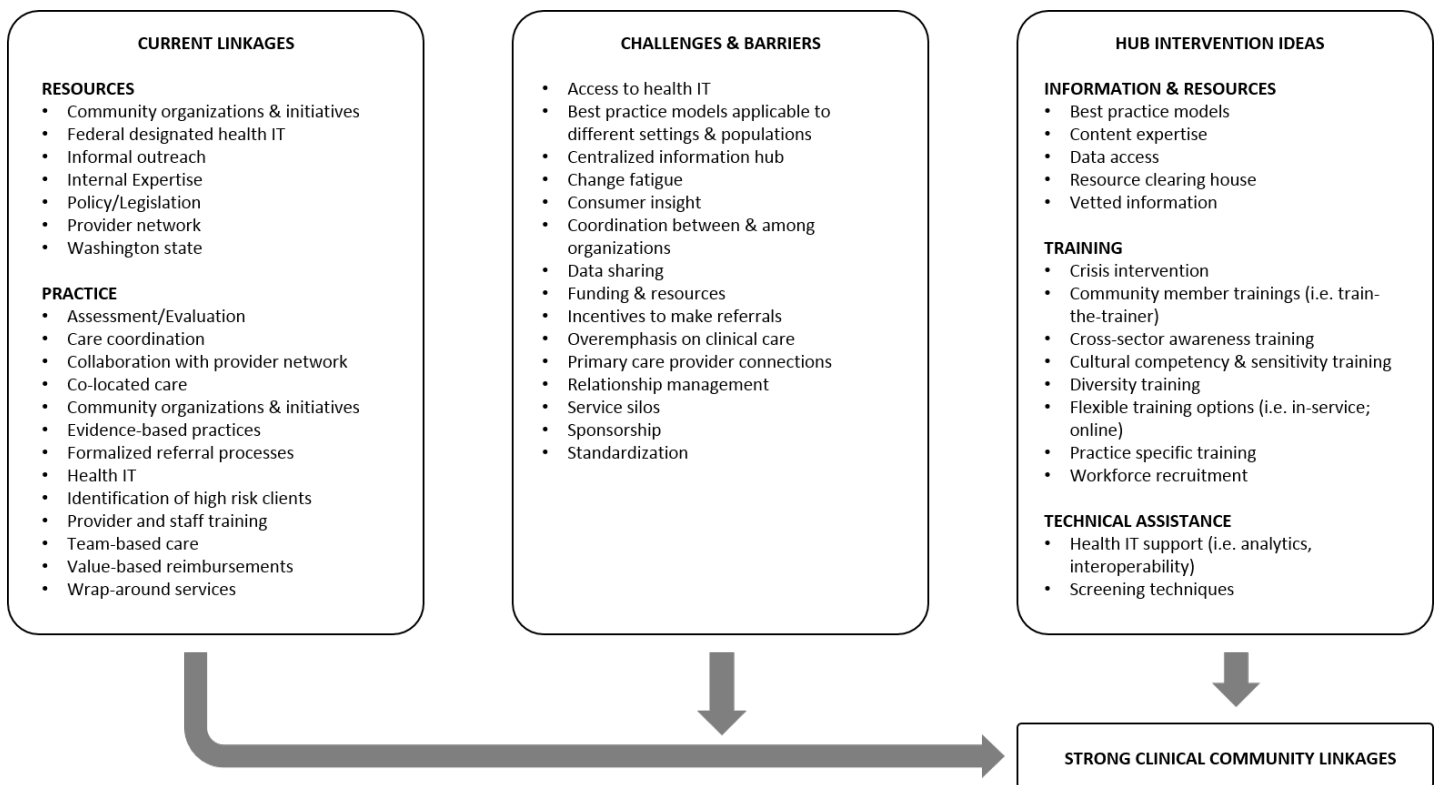 CURRENT LINKAGES
RESOURCES
• Community organizations & initiatives
• Federal designated health IT
• Informal outreach
• Internal Expertise
• Policy/Legislation
• Provider network
• Washington state
PRACTICE
• Assessment/Evaluation
• Care coordination
• Collaboration with provider network
• Co-located care
• Community organizations & initiatives
• Evidence-based practices
• Formalized referral processes
• Health IT
• Identification of high risk clients
• Provider and staff training
• Team-based care
• Value-based reimbursements
• Wrap-around services
CHALLENGES & BARRIERS
• Access to health IT
• Best practice models applicable to
different settings & populations
• Centralized information hub
• Change fatigue
• Consumer insight
• Coordination between & among
organizations
• Data sharing
• Funding & resources
• Incentives to make referrals
• Overemphasis on clinical care
• Primary care provider connections
• Relationship management
• Service silos
• Sponsorship
• Standardization
HUB INTERVENTION IDEAS
INFORMATION & RESOURCES
• Best practice models
• Content expertise
• Data access
• Resource clearing house
• Vetted information
TRAINING
• Crisis intervention
• Community member trainings (i.e. train-
the-trainer)
• Cross-sector awareness training
• Cultural competency & sensitivity training
• Diversity training
• Flexible training options (i.e. in-service;
online)
• Practice specific training
• Workforce recruitment
TECHNICAL ASSISTANCE
• Health IT support (i.e. analytics,
interoperability)
• Screening techniques
STRONG CLINICAL COMMUNITY LINKAGES